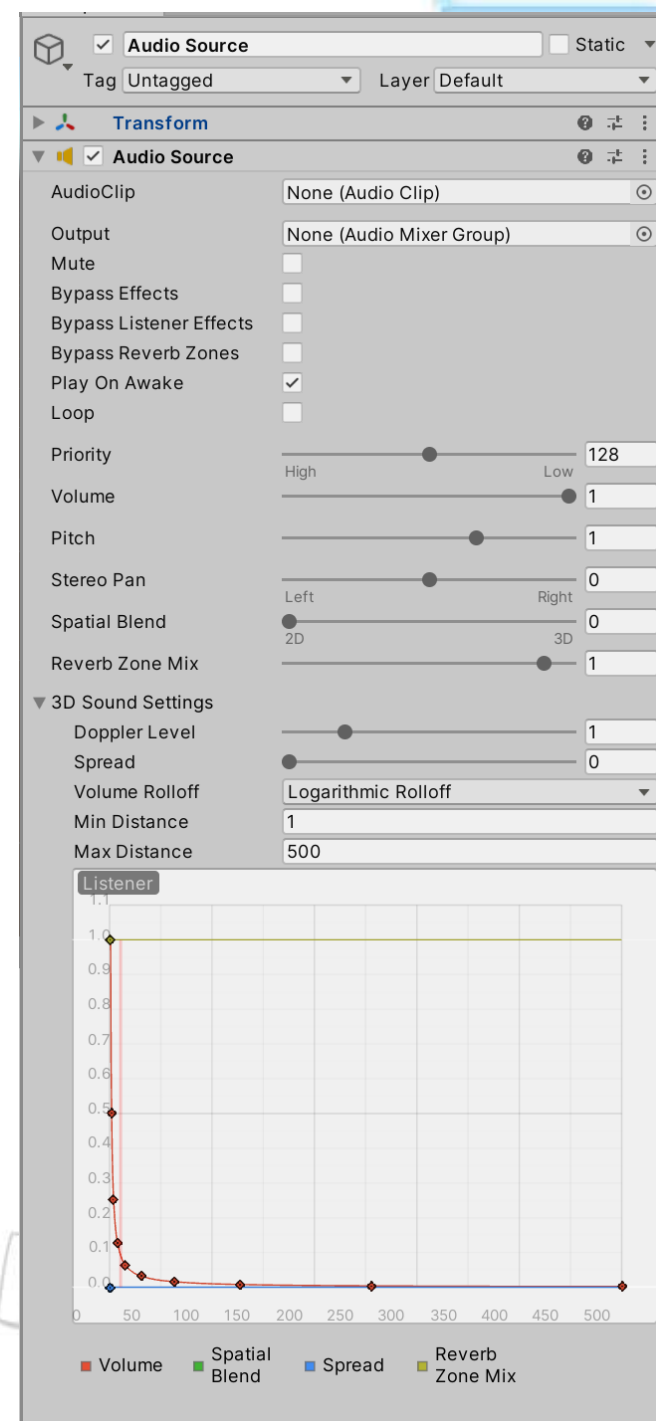 Audio Source
Static
Tag Untagged Layer Default
Transform
Audio Source
AudioClip None (Audio Clip)
Output None (Audio Mixer Group)
Mute
Bypass Effects
Bypass Listener Effects
Bypass Reverb Zones
Play On Awake
Loop
Priority 128
High Low
Volume 1
Pitch 1
Stereo Pan 0
Left Right
Spatial Blend 0
2D 3D
Reverb Zone Mix 1
3D Sound Settings
Doppler Level 1
Spread 0
Volume Rolloff Logarithmic Rolloff
Min Distance 1
Max Distance 500
Listener
1.1
1.0
0.9
0.8
0.7
0.6
0.5
0.4
0.3
0.2
0.1
0.0
0 50 100 150 200 250 300 350 400 450 500
Volume
Spatial
Blend
Spread
Reverb
Zone Mix